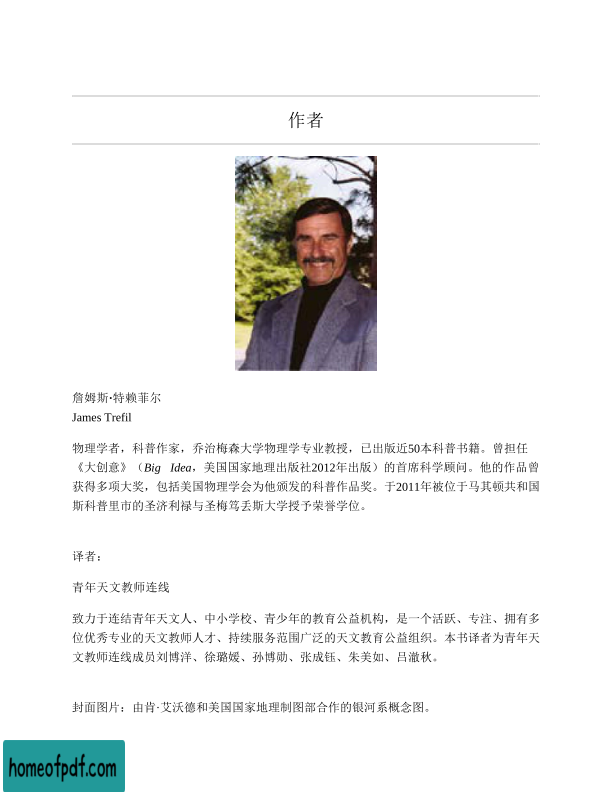 作者
詹姆斯·特赖菲尔
James Trefil
物理学者，科普作家，乔治梅森大学物理学专业教授，已出版近50本科普书籍。曾担任
《大创意》（Big Idea，美国国家地理出版社2012年出版）的首席科学顾问。他的作品曾
获得多项大奖，包括美国物理学会为他颁发的科普作品奖。于2011年被位于马其顿共和国
斯科普里市的圣济利禄与圣梅笃丢斯大学授予荣誉学位。
译者：
青年天文教师连线
致力于连结青年天文人、中小学校、青少年的教育公益机构，是一个活跃、专注、拥有多
位优秀专业的天文教师人才、持续服务范围广泛的天文教育公益组织。本书译者为青年天
文教师连线成员刘博洋、徐璐媛、孙博勋、张成钰、朱美如、吕澈秋。
封面图片：由肯·艾沃德和美国国家地理制图部合作的银河系概念图。
homeofpdf.com